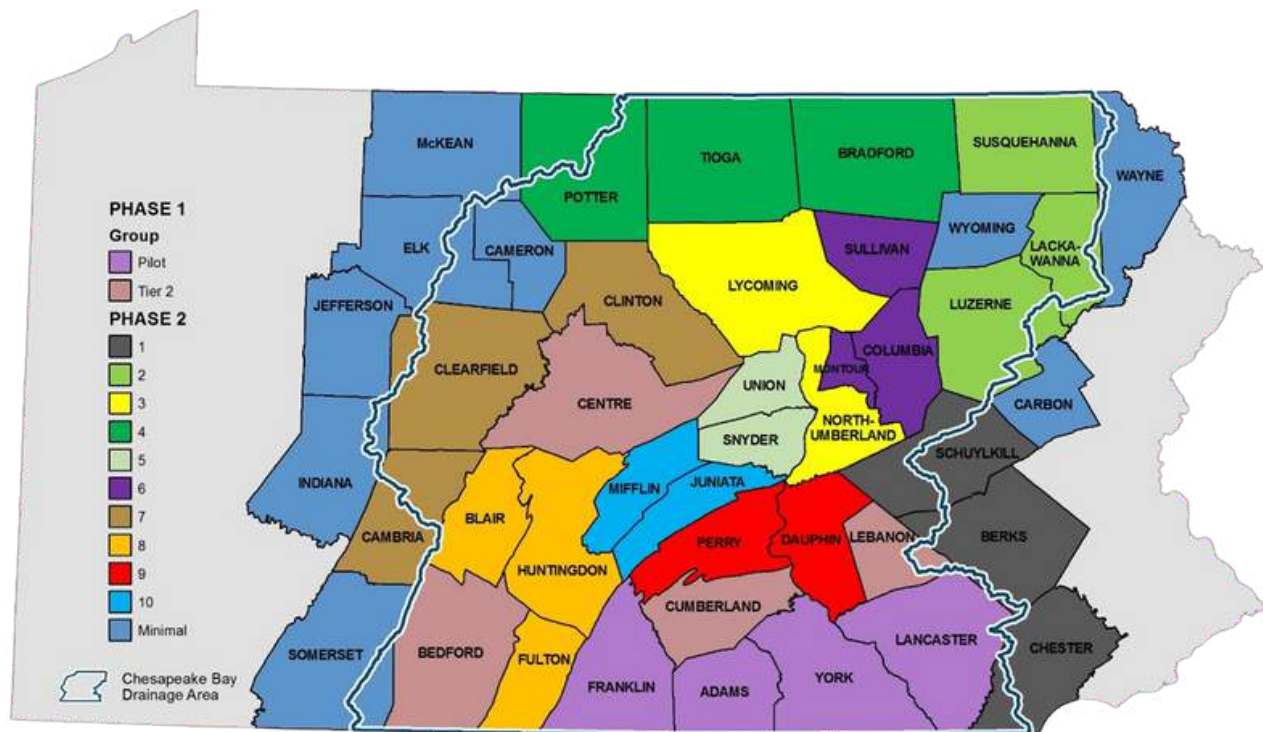 McKEAN
POTTER
TIOGA
BRADFORD
SUSQUEHANNA
WAYNE
WYOMING
LACKA-
WANNA
ELK
CAMERON
SULLIVAN
JEFFERSON
CLINTON
LYCOMING
LUZERNE
CLEARFIELD
COLUMBIA
MONTOUR
CENTRE
UNION
CARBON
NORTH-
UMBERLAND
SNYDER
SCHUYLKILL
INDIANA
MIFFLIN
JUNIATA
BLAIR
CAMBRIA
PERRY
DAUPHIN
LEBANON
BERKS
HUNTINGDON
CUMBERLAND
LANCASTER
CHESTER
SOMERSET
BEDFORD
FULTON
FRANKLIN
ADAMS
YORK
PHASE 1
Group
Pilot
Tier 2
PHASE 2
1
2
3
4
5
6
7
8
9
10
Minimal
Chesapeake Bay
Drainage Area